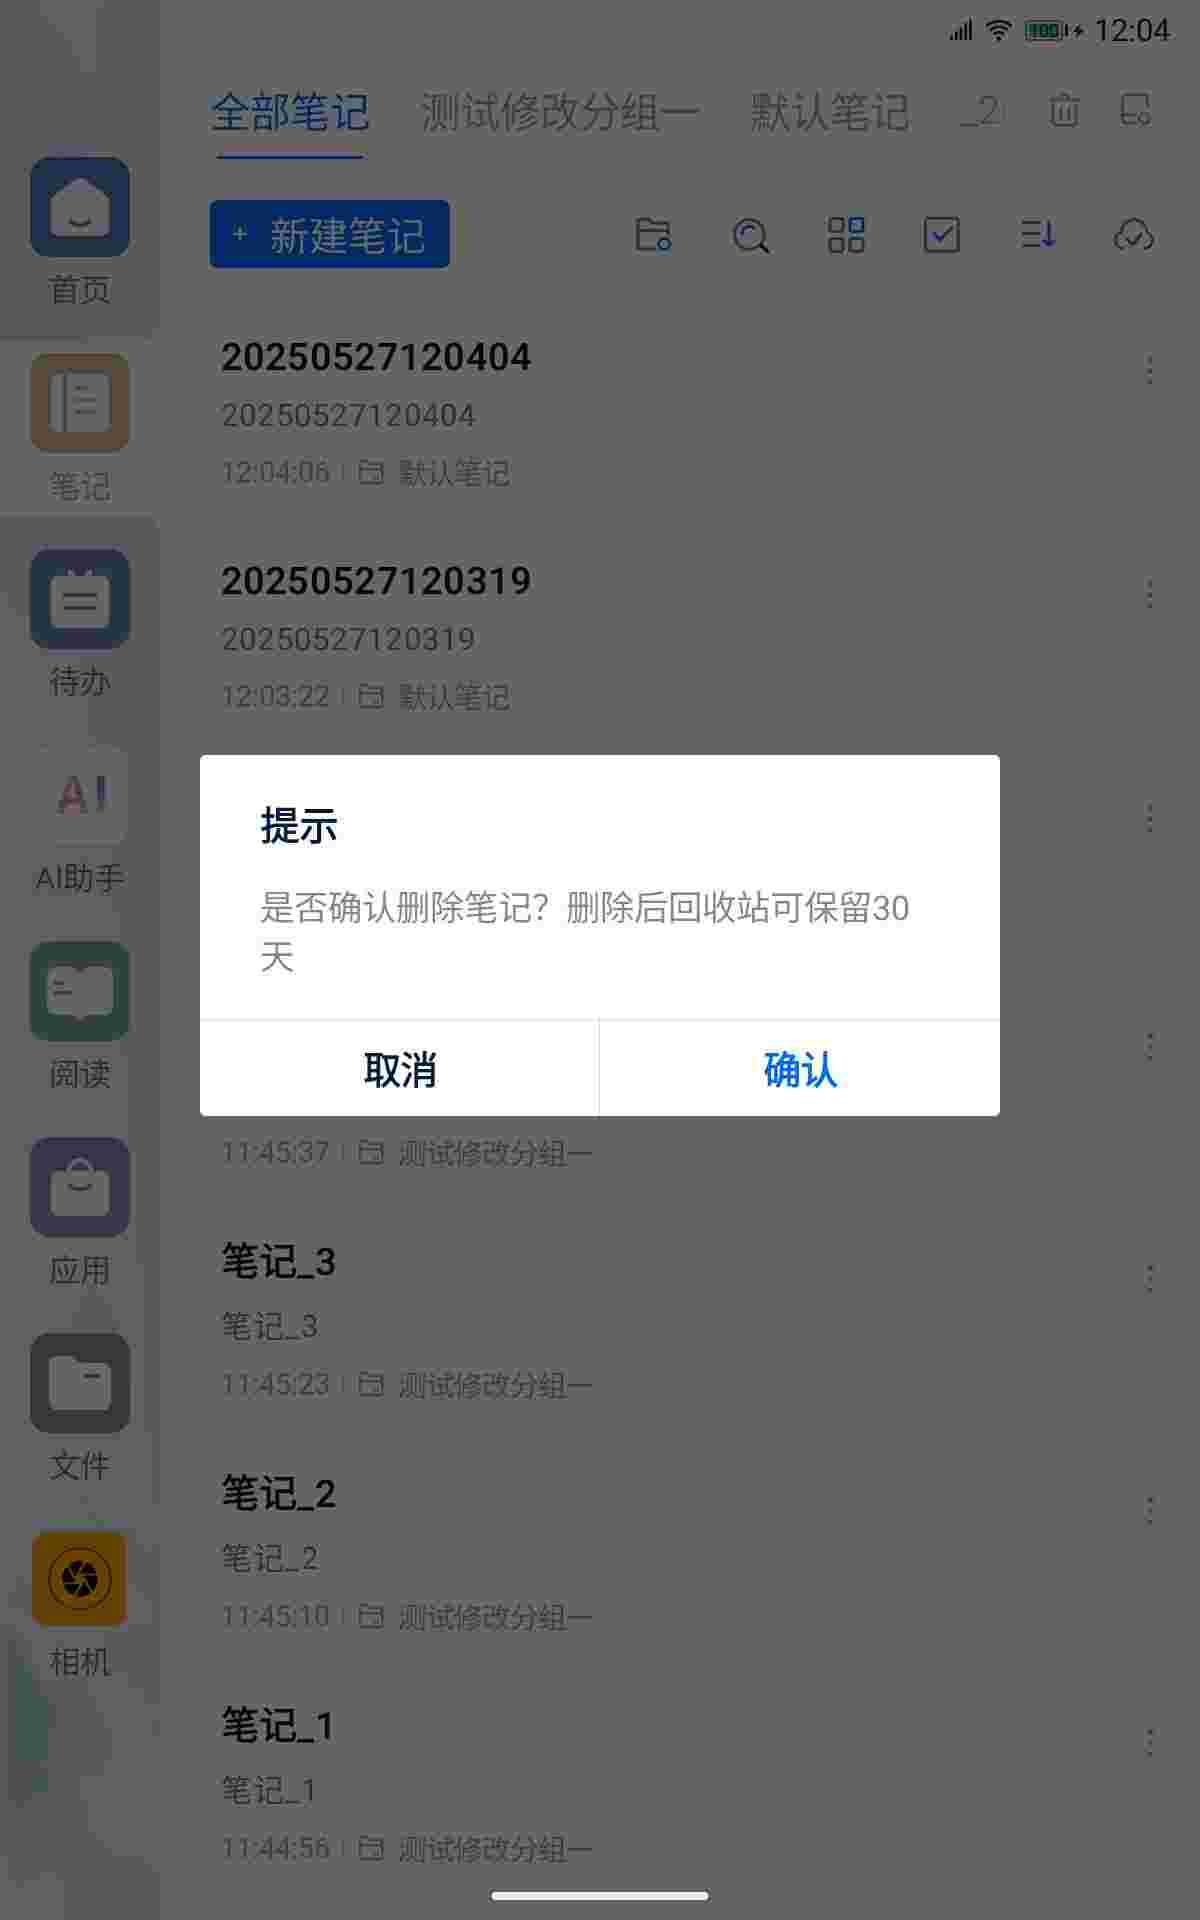 100 12:04
全部笔记 测试修改分组一 默认笔记 _2
+ 新建笔记
首页
笔记
待办
AI
AI助手
阅读
应用
文件
相机
20250527120404
20250527120404
12:04:06 默认笔记
20250527120319
20250527120319
12:03:22 默认笔记
提示
是否确认删除笔记？删除后回收站可保留30
天
取消 确认
11:45:37 测试修改分组一
笔记_3
笔记_3
11:45:23 测试修改分组一
笔记_2
笔记_2
11:45:10 测试修改分组一
笔记_1
笔记_1
11:44:56 测试修改分组一